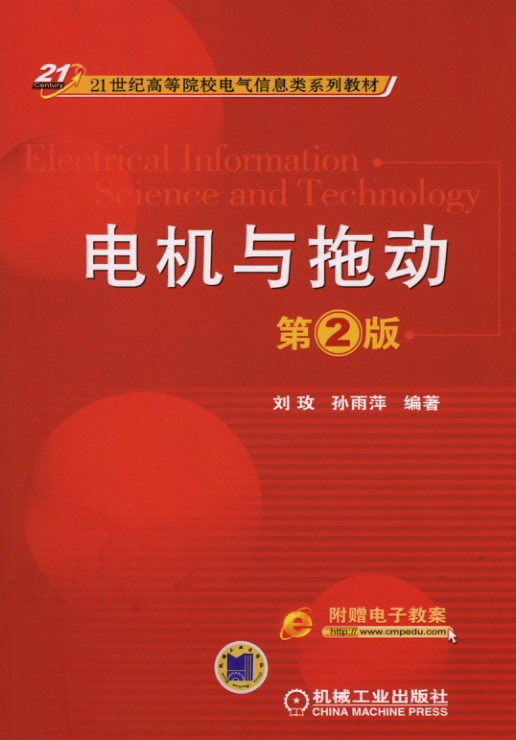 21
Century
21世纪高等院校电气信息类系列教材
Electrical Information
Science and Technology
电机与拖动
第2版
刘玫 孙雨萍 编著
附赠电子教案
http://www.cmpedu.com
机械工业出版社
CHINA MACHINE PRESS